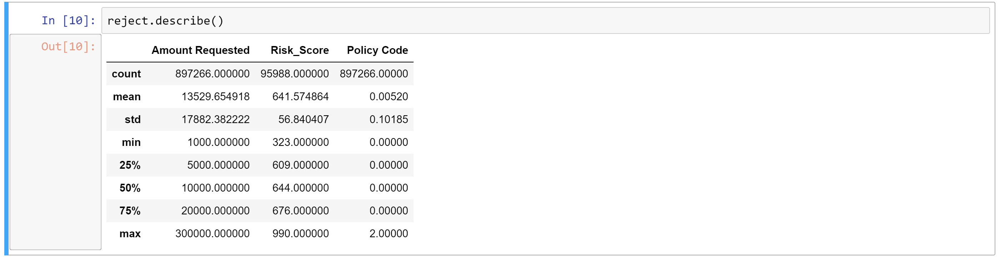 In [10]: reject.describe()
Out[10]:
Amount Requested Risk_Score Policy Code
count 897266.000000 95988.000000 897266.00000
mean 13529.654918 641.574864 0.00520
std 17882.382222 56.840407 0.10185
min 1000.000000 323.000000 0.00000
25% 5000.000000 609.000000 0.00000
50% 10000.000000 644.000000 0.00000
75% 20000.000000 676.000000 0.00000
max 300000.000000 990.000000 2.00000